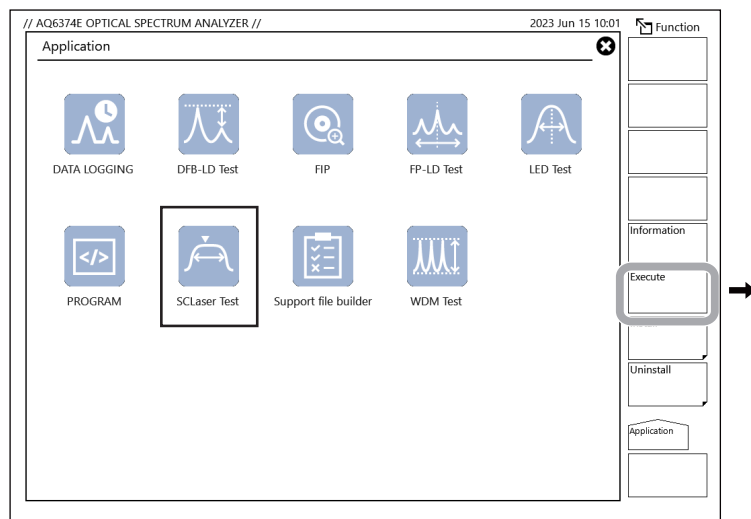 // AQ6374E OPTICAL SPECTRUM ANALYZER // 2023 Jun 15 10:01
Function
Application
DATA LOGGING DFB-LD Test FIP FP-LD Test LED Test
Information
Execute
PROGRAM SCLaser Test Support file builder WDM Test
Uninstall
Application